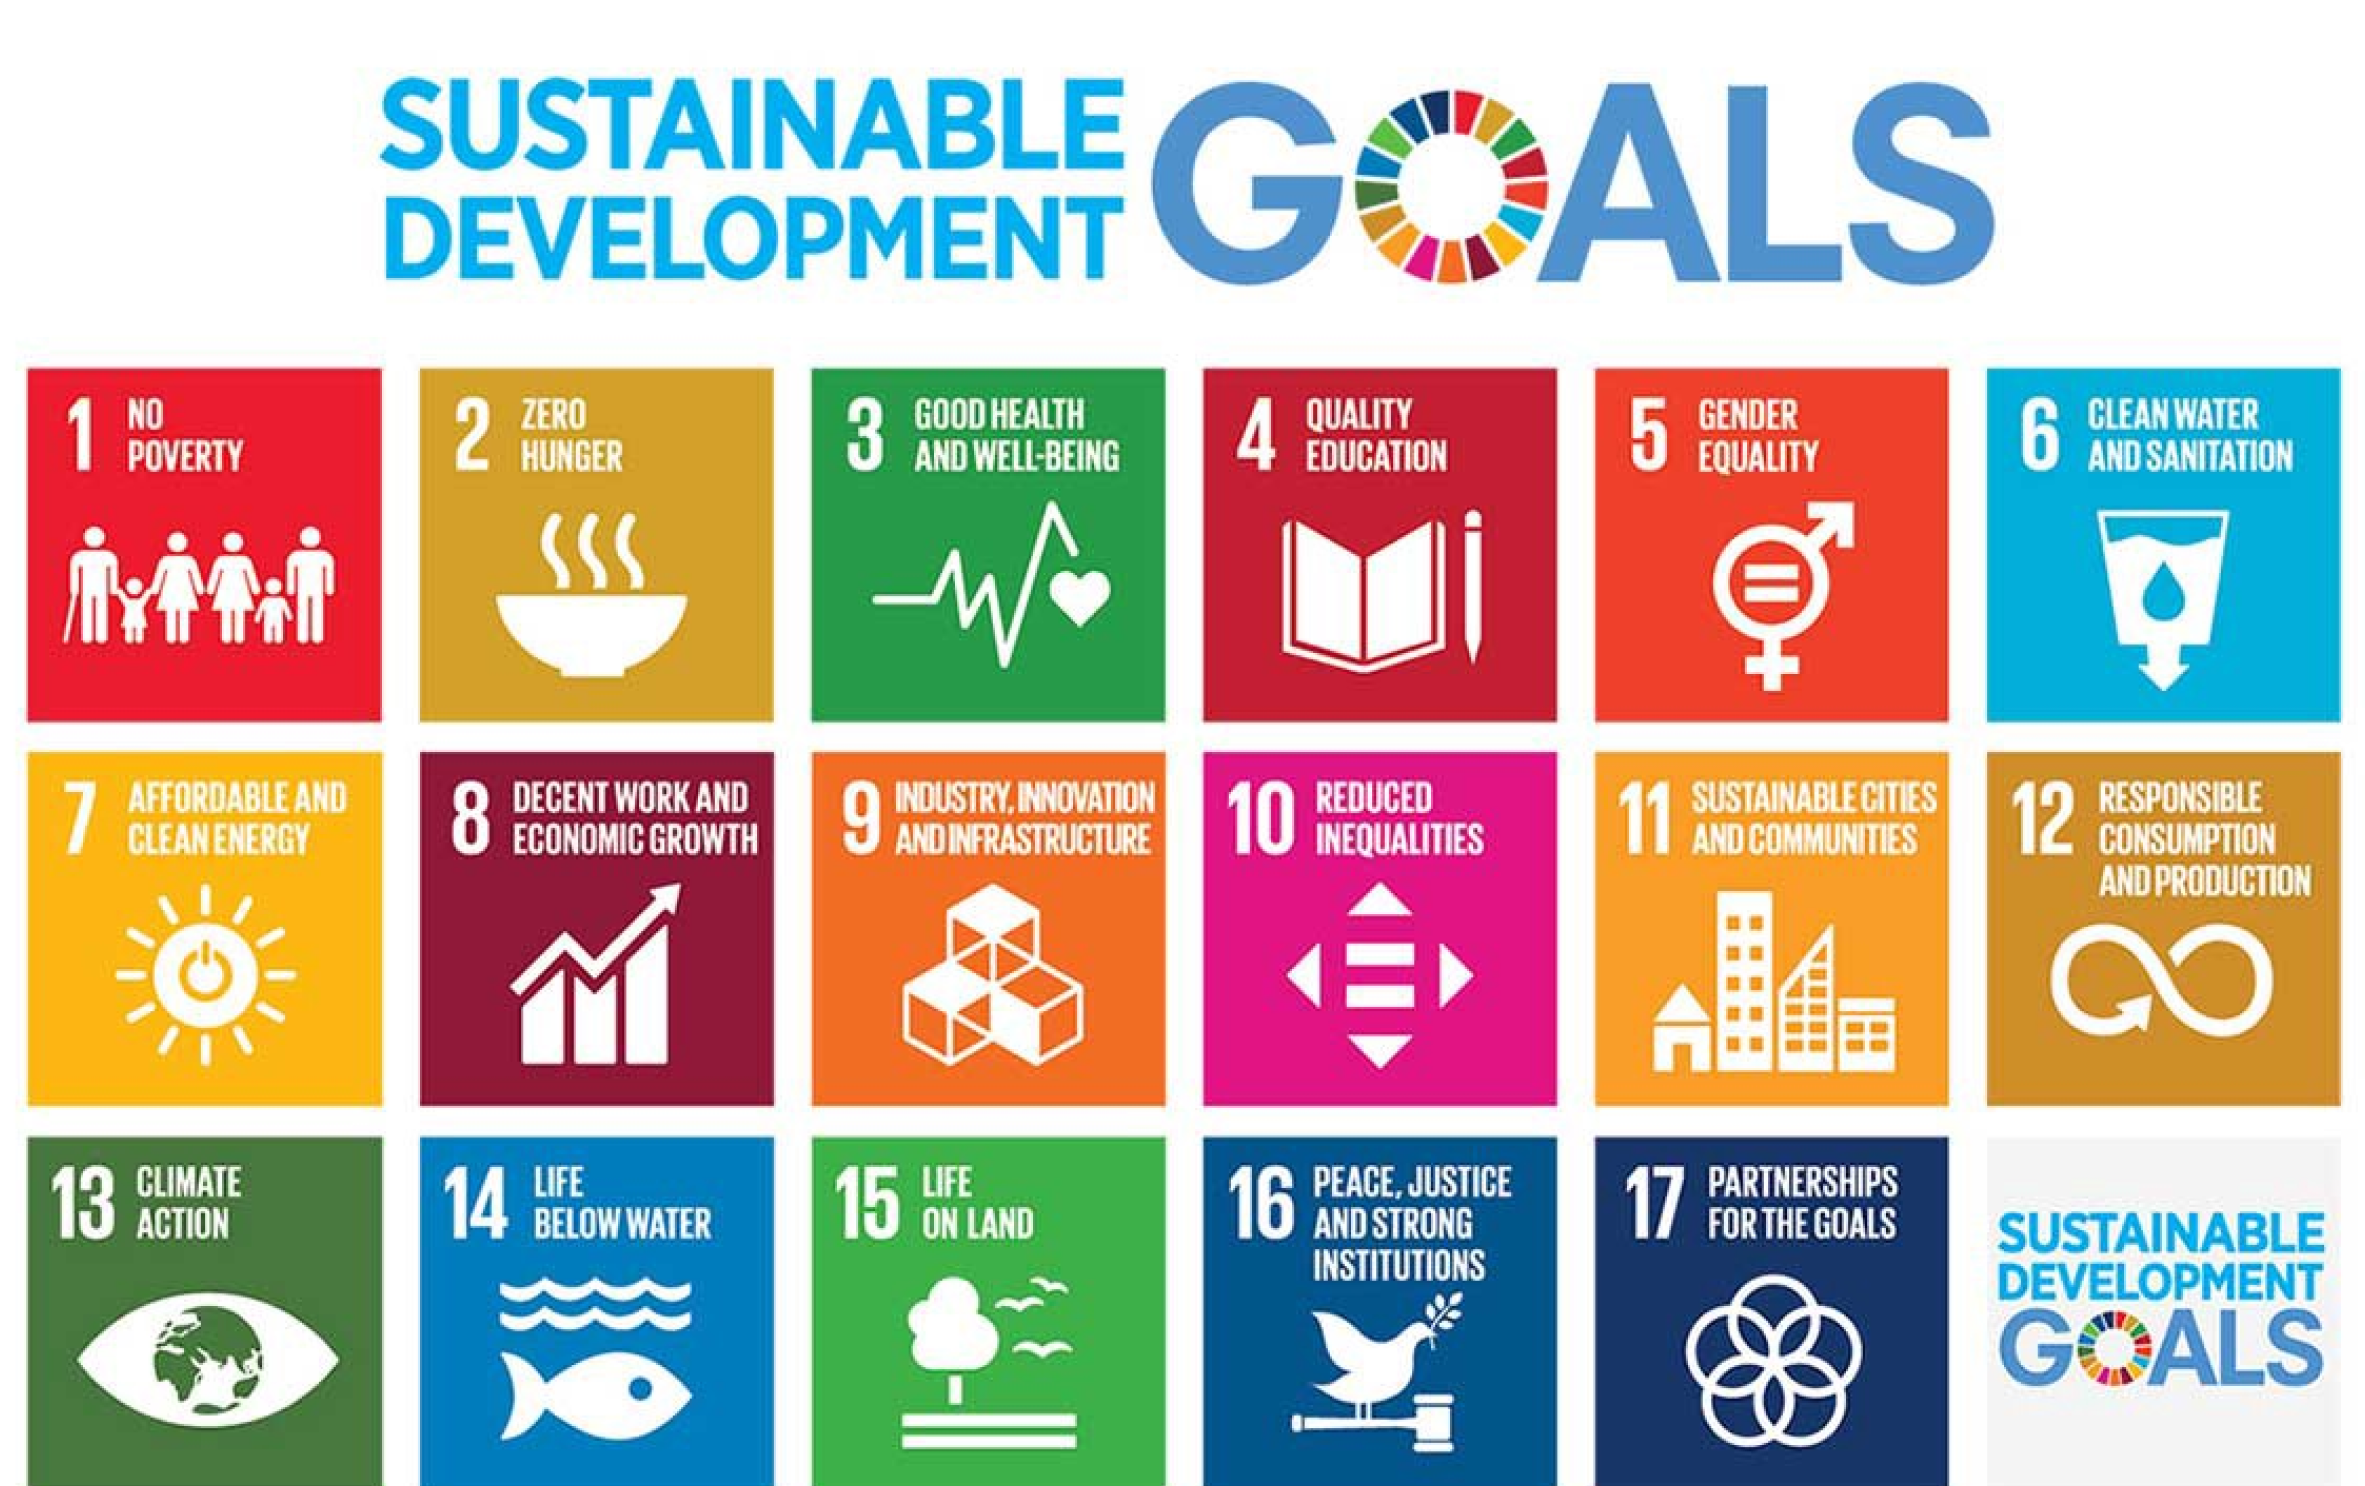 SUSTAINABLE
DEVELOPMENT
GOALS
1 NO
POVERTY
2 ZERO
HUNGER
3 GOOD HEALTH
AND WELL-BEING
4 QUALITY
EDUCATION
5 GENDER
EQUALITY
6 CLEAN WATER
AND SANITATION
7 AFFORDABLE AND
CLEAN ENERGY
8 DECENT WORK AND
ECONOMIC GROWTH
9 INDUSTRY, INNOVATION
AND INFRASTRUCTURE
10 REDUCED
INEQUALITIES
11 SUSTAINABLE CITIES
AND COMMUNITIES
12 RESPONSIBLE
CONSUMPTION
AND PRODUCTION
13 CLIMATE
ACTION
14 LIFE
BELOW WATER
15 LIFE
ON LAND
16 PEACE, JUSTICE
AND STRONG
INSTITUTIONS
17 PARTNERSHIPS
FOR THE GOALS
SUSTAINABLE
DEVELOPMENT
GOALS